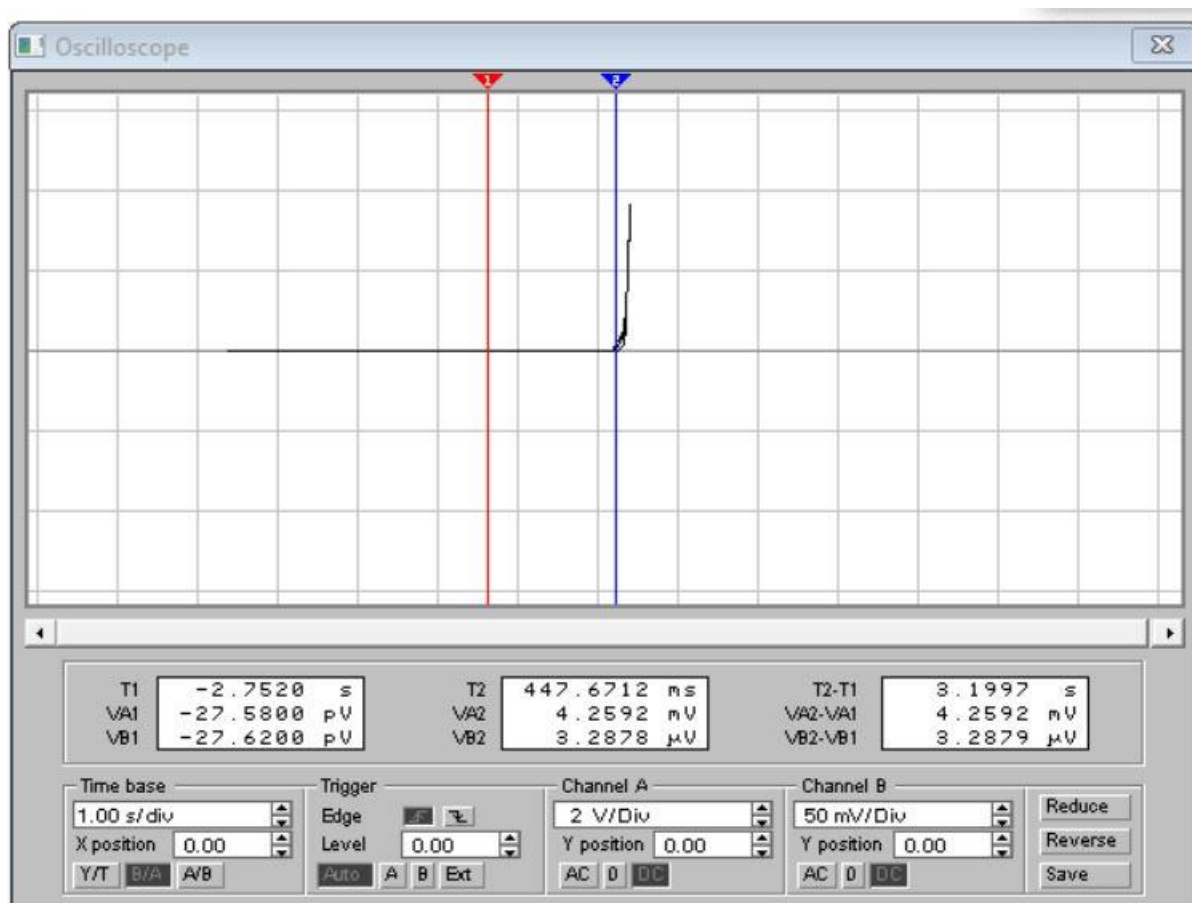 Oscilloscope
1 2
T1 -2.7520 s T2 447.6712 ms T2-T1 3.1997 s
VA1 -27.5800 pV VA2 4.2592 mV VA2-VA1 4.2592 mV
VB1 -27.6200 pV VB2 3.2878 μV VB2-VB1 3.2879 μV
Time base Trigger Channel A Channel B
1.00 s/div Edge 2 V/Div 50 mV/Div Reduce
X position 0.00 Level 0.00 Y position 0.00 Y position 0.00 Reverse
Y/T B/A A/B Auto A B Ext AC 0 DC AC 0 DC Save